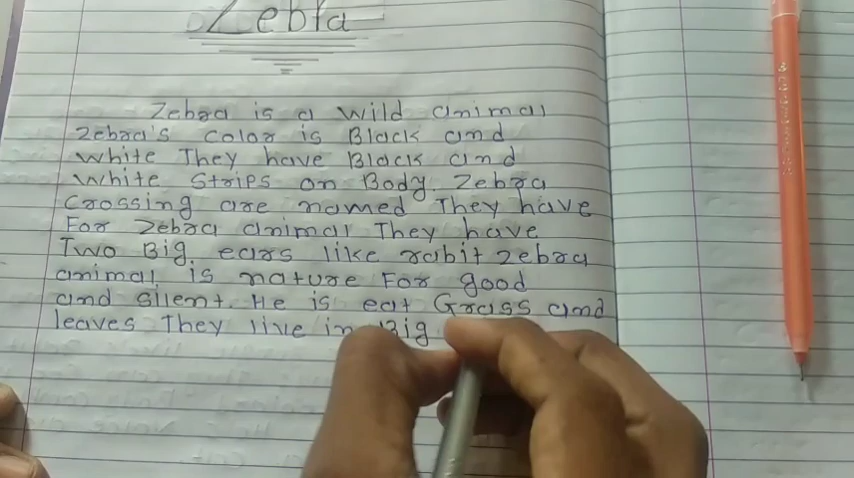 Zebra
Zebra is a wild animal
Zebra's color is Black and
White They have Black and
White Strips on Body. Zebra
Crossing are named They have
For Zebra animal They have
Two Big ears like rabit Zebra
animal is nature For good
and silent. He is eat Grass and
leaves They live in Big